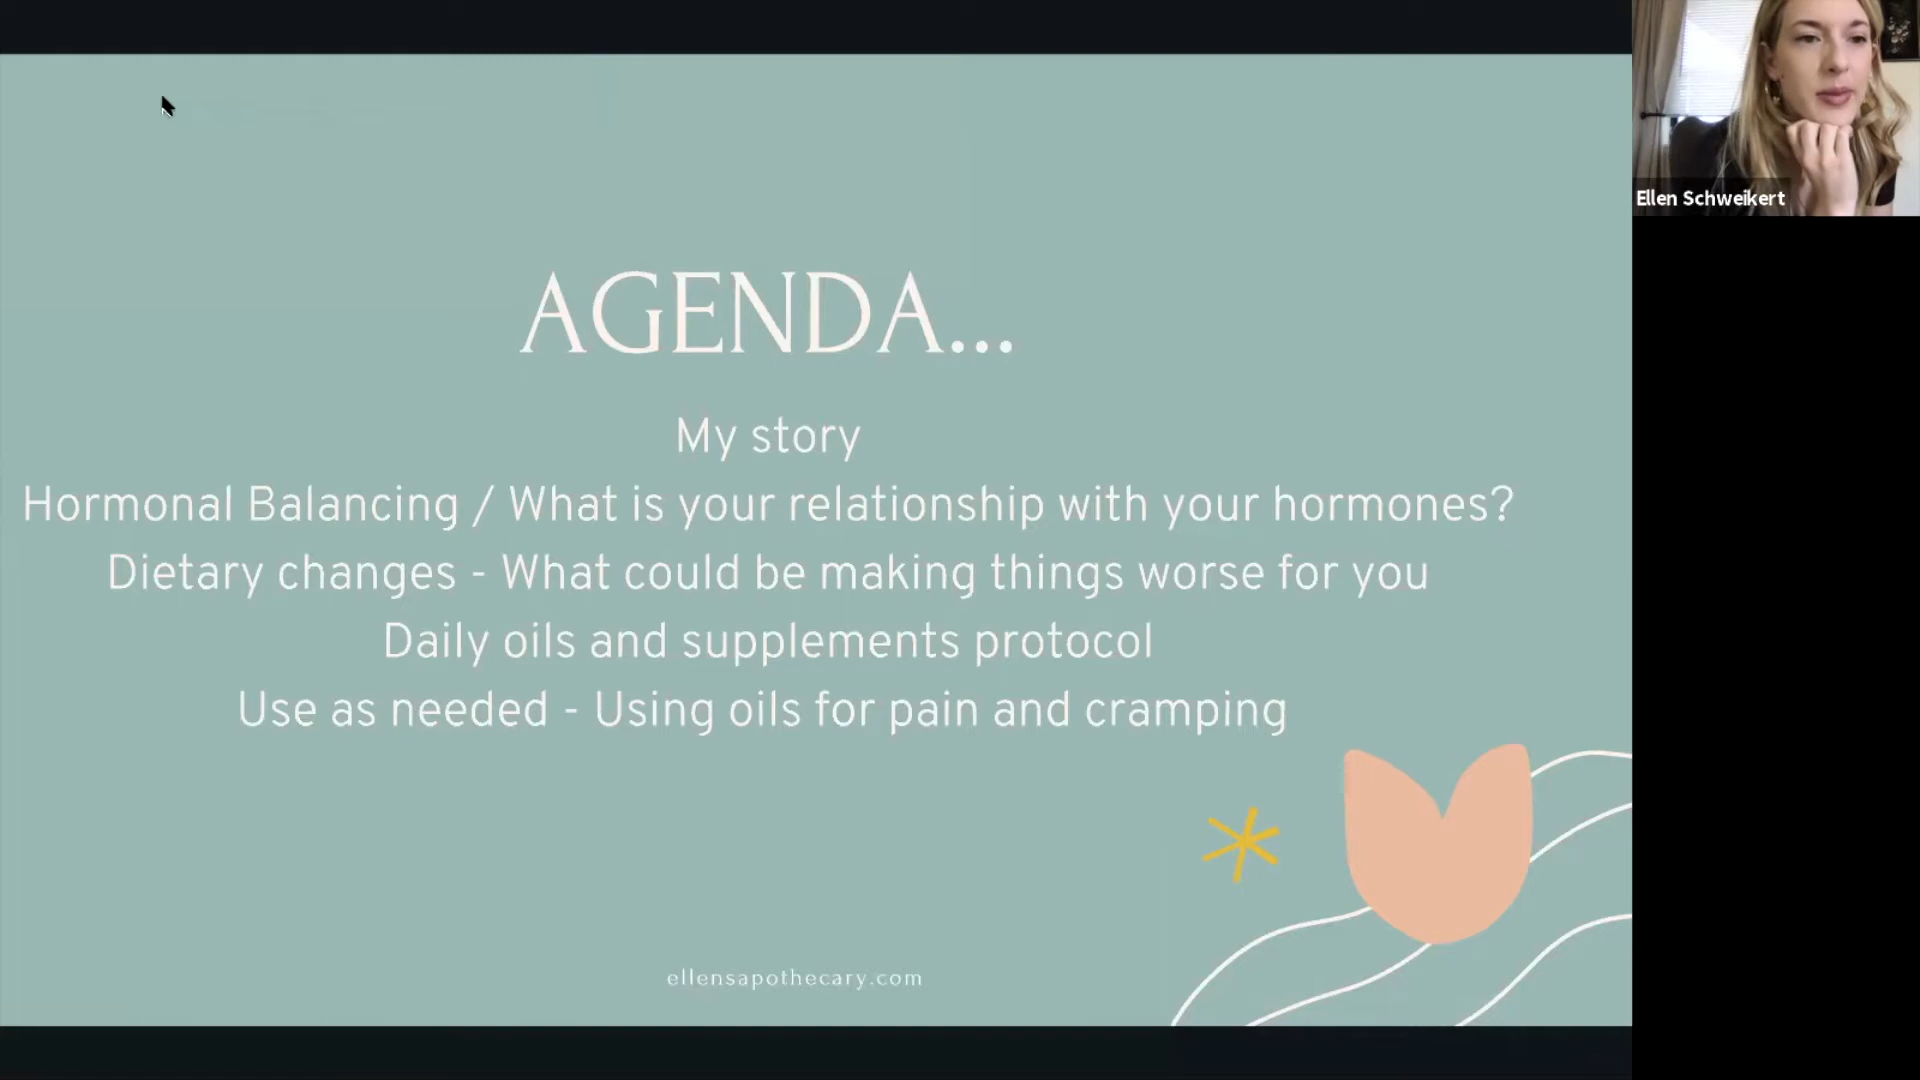 AGENDA...
My story
Hormonal Balancing / What is your relationship with your hormones?
Dietary changes - What could be making things worse for you
Daily oils and supplements protocol
Use as needed - Using oils for pain and cramping
ellensapothecary.com
Ellen Schweikert